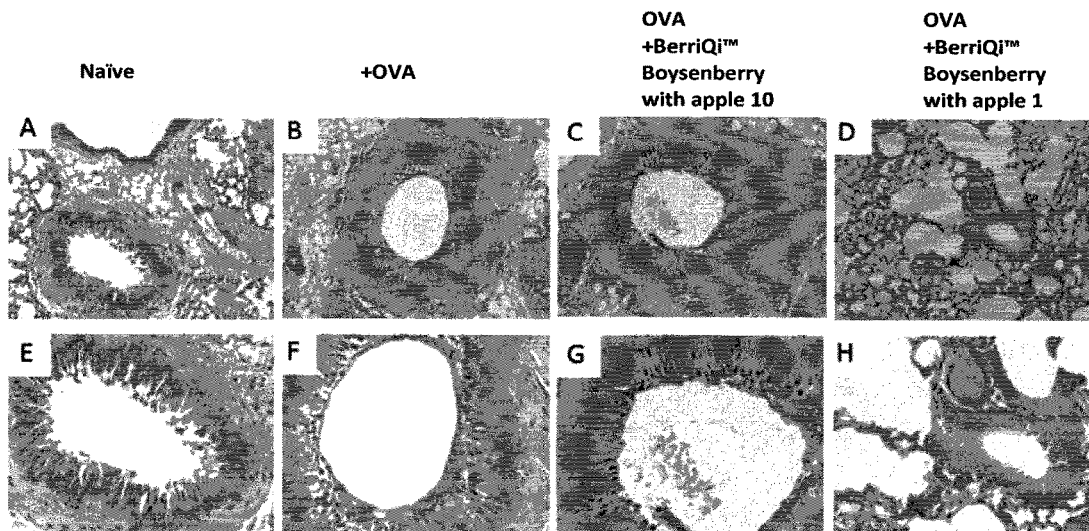 Naïve
+OVA
OVA
+BerriQi™
Boysenberry
with apple 10
OVA
+BerriQi™
Boysenberry
with apple 1
A
B
C
D
E
F
G
H